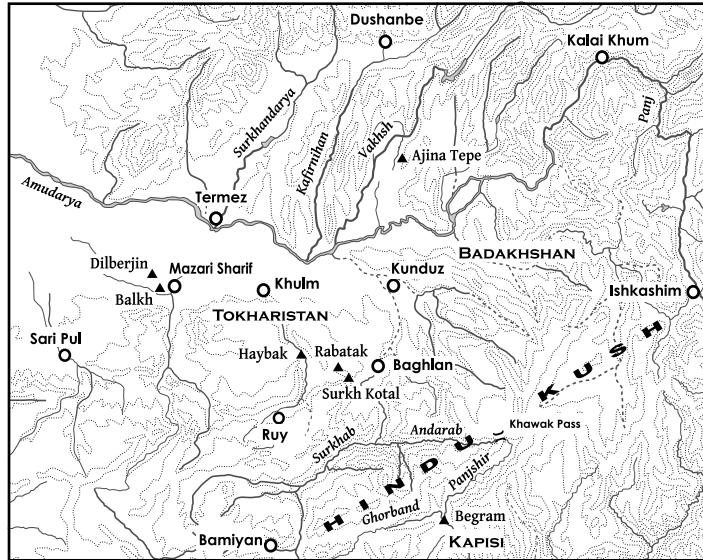 Dushanbe
Kalai Khum
Surkhandarya
Kafirnihan
Vakhsh
Panj
Ajina Tepe
Amudarya
Termez
BADAKHSHAN
Dilberjin
Mazari Sharif
Balkh
Khulm
Kunduz
Ishkashim
TOKHARISTAN
Sari Pul
Haybak
Rabatak
Baghlan
Surkh Kotal
Ruy
HINDU KUSH
Khawak Pass
Andarab
Surkhab
Panjshir
Ghorband
Begram
Bamiyan
KAPISI